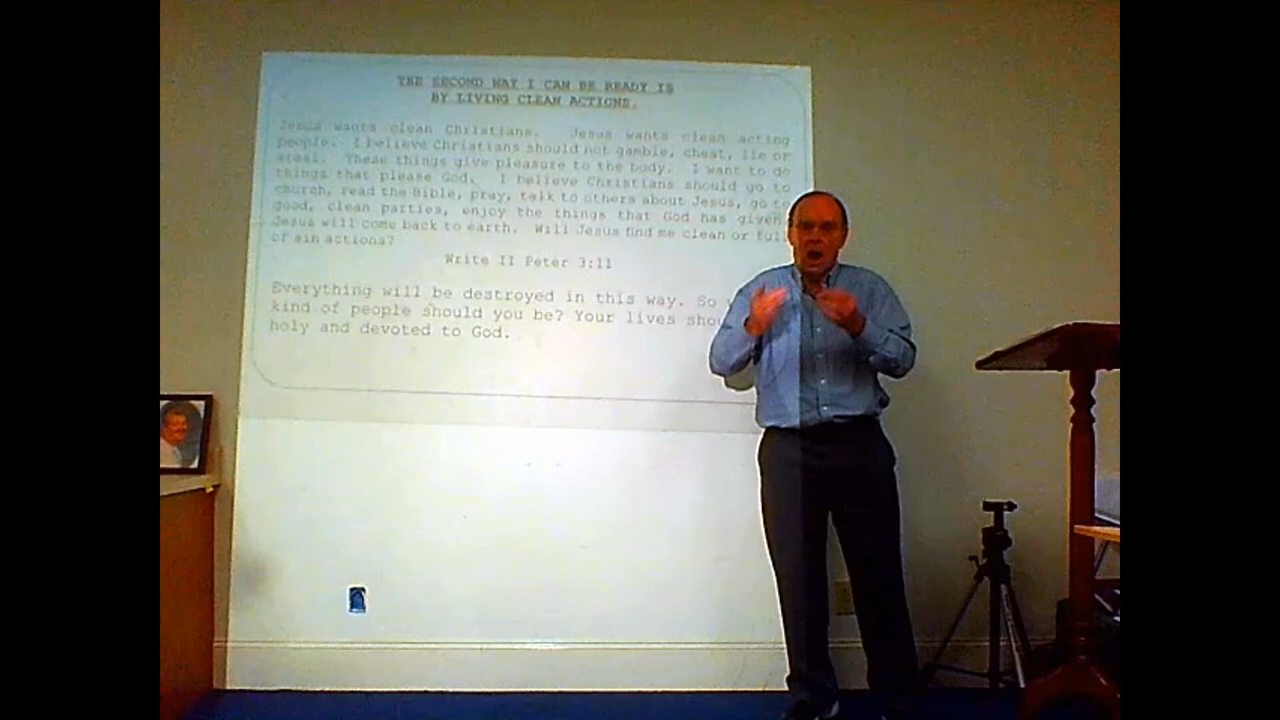 THE SECOND WAY I CAN BE READY IS
BY LIVING CLEAN ACTIONS.
Jesus wants clean Christians. Jesus wants clean acting
people. I believe Christians should not gamble, cheat, lie or
steal. These things give pleasure to the body. I want to do
things that please God. I believe Christians should go to
church, read the Bible, pray, talk to others about Jesus, go to
good, clean parties, enjoy the things that God has given.
Jesus will come back to earth. Will Jesus find me clean or full
of sin actions?
Write II Peter 3:11
Everything will be destroyed in this way. So
kind of people should you be? Your lives
holy and devoted to God.